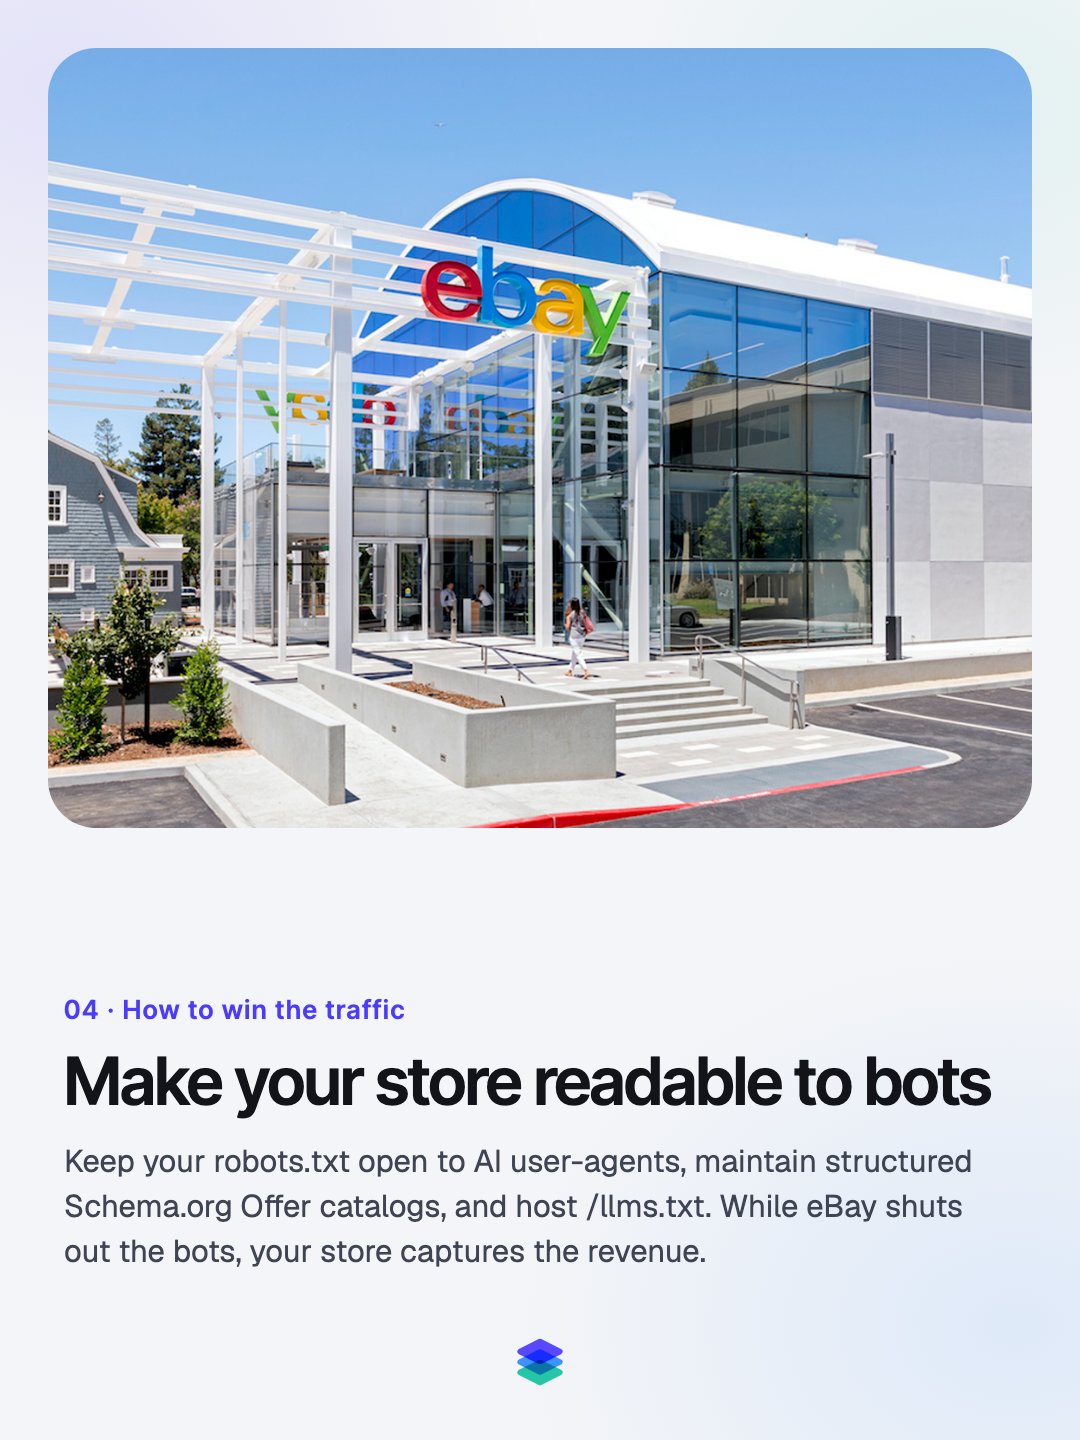 ebay
04 · How to win the traffic
Make your store readable to bots
Keep your robots.txt open to AI user-agents, maintain structured
Schema.org Offer catalogs, and host /llms.txt. While eBay shuts
out the bots, your store captures the revenue.